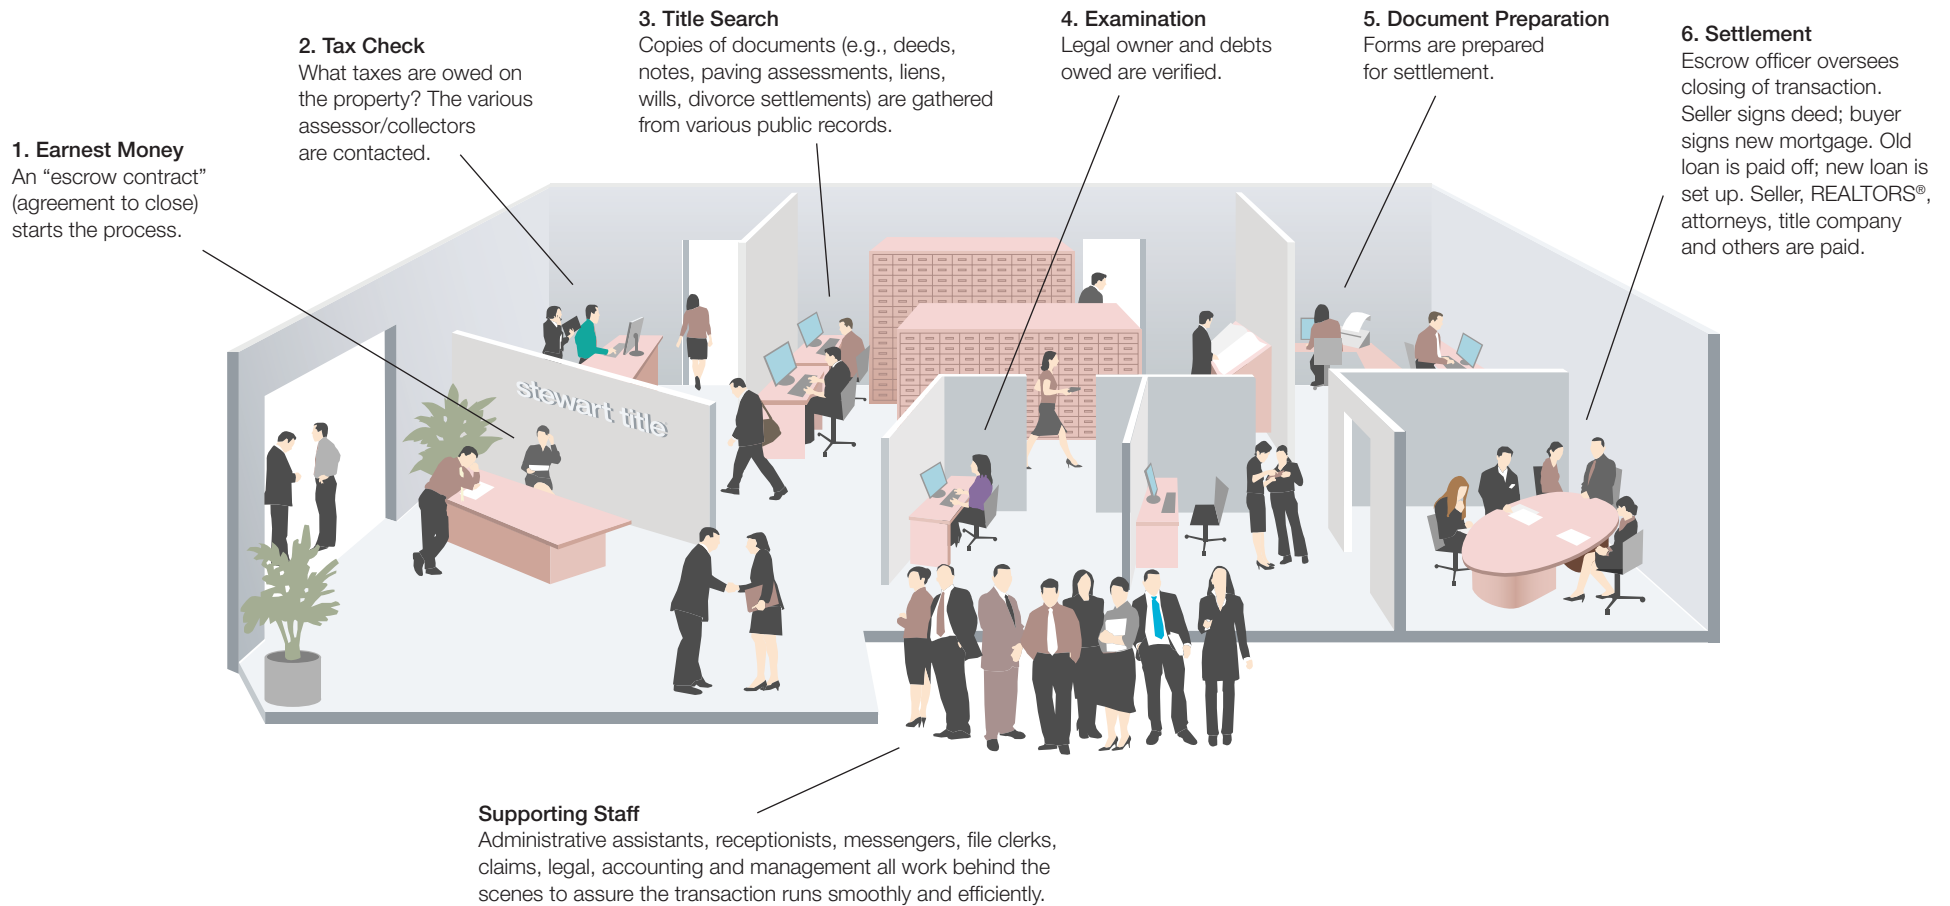 1. Earnest Money
An “escrow contract”
(agreement to close)
starts the process.
2. Tax Check
What taxes are owed on
the property? The various
assessor/collectors
are contacted.
3. Title Search
Copies of documents (e.g., deeds,
notes, paving assessments, liens,
wills, divorce settlements) are gathered
from various public records.
4. Examination
Legal owner and debts
owed are verified.
5. Document Preparation
Forms are prepared
for settlement.
6. Settlement
Escrow officer oversees
closing of transaction.
Seller signs deed; buyer
signs new mortgage. Old
loan is paid off; new loan is
set up. Seller, REALTORS®,
attorneys, title company
and others are paid.
stewart title
Supporting Staff
Administrative assistants, receptionists, messengers, file clerks,
claims, legal, accounting and management all work behind the
scenes to assure the transaction runs smoothly and efficiently.